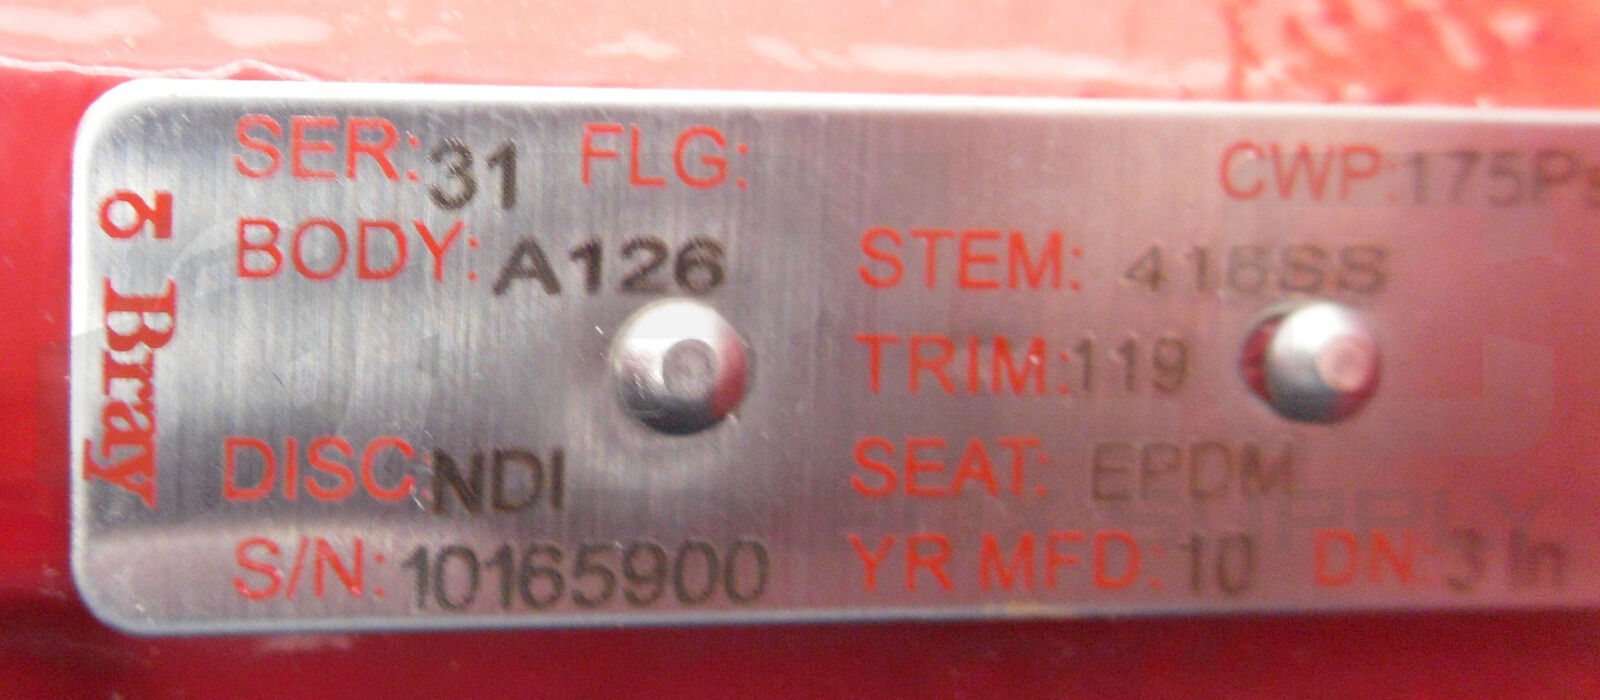 Bray
SER: 31 FLG: CWP: 175Ps
BODY: A126 STEM: 416SS
TRIM: 119
DISC: NDI SEAT: EPDM
SUPPLY
S/N: 10165900 YR MFD: 10 DN: 3 In